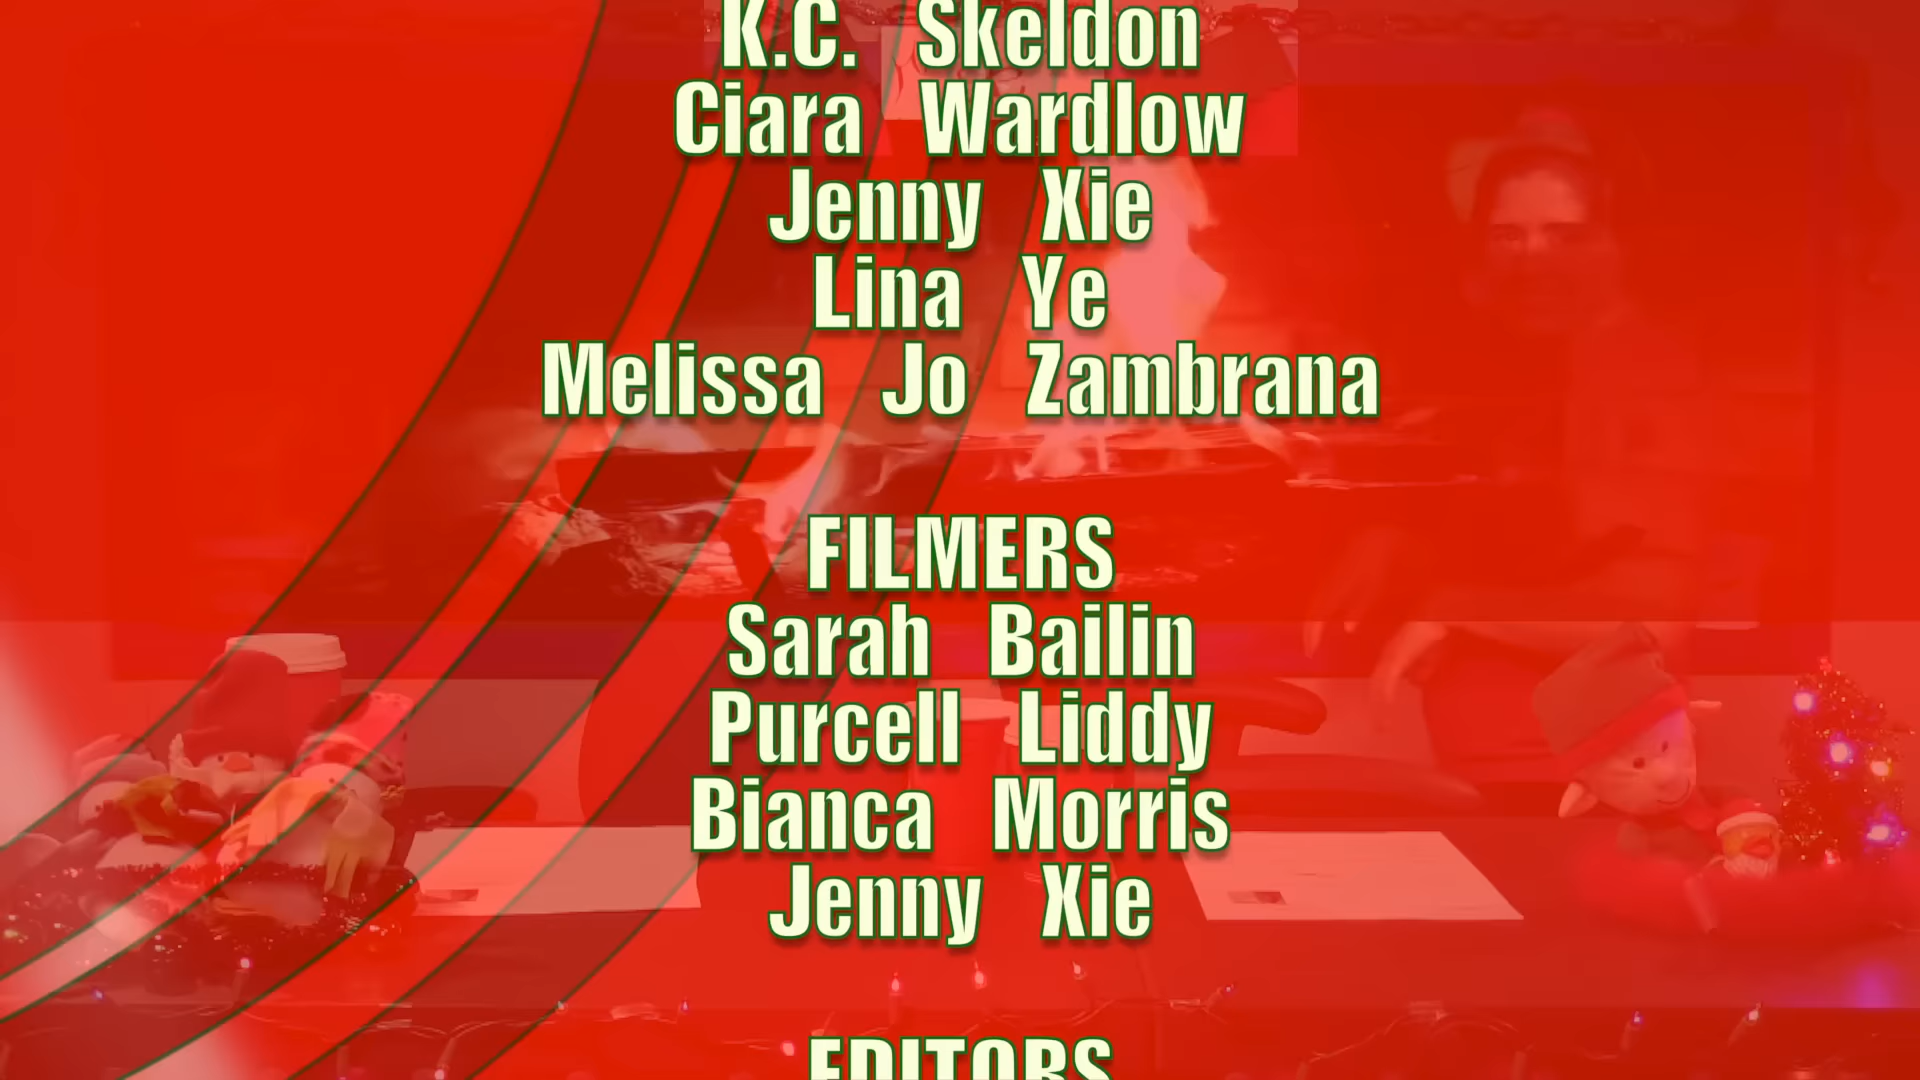 K.C. Skeldon
Ciara Wardlow
Jenny Xie
Lina Ye
Melissa Jo Zambrana
FILMERS
Sarah Bailin
Purcell Liddy
Bianca Morris
Jenny Xie
EDITORS